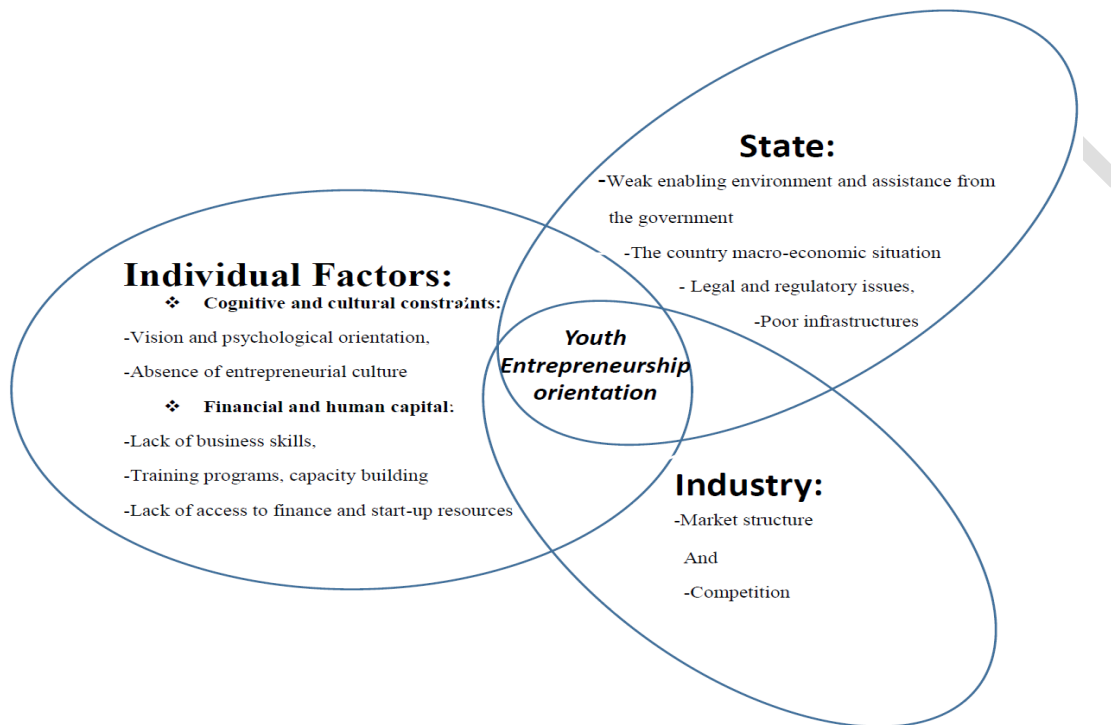 Individual Factors:
❖ Cognitive and cultural constraints:
-Vision and psychological orientation,
-Absence of entrepreneurial culture
❖ Financial and human capital:
-Lack of business skills,
-Training programs, capacity building
-Lack of access to finance and start-up resources
State:
-Weak enabling environment and assistance from
the government
-The country macro-economic situation
- Legal and regulatory issues,
-Poor infrastructures
Youth
Entrepreneurship
orientation
Industry:
-Market structure
And
-Competition